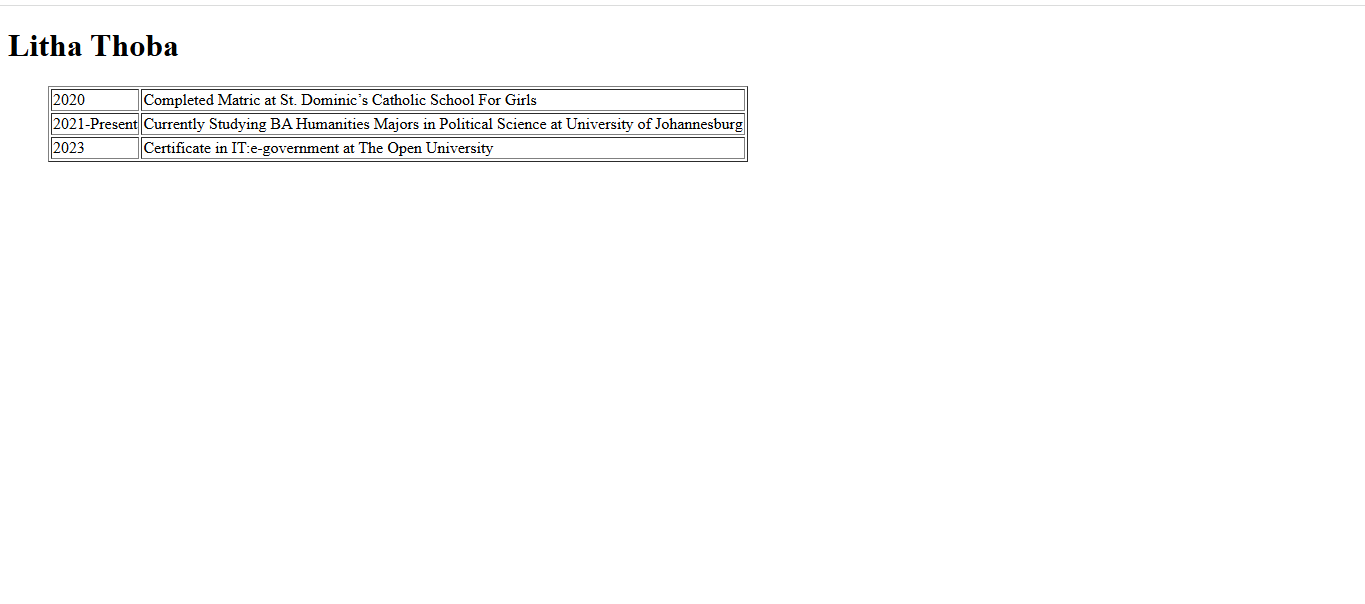 Litha Thoba
2020 Completed Matric at St. Dominic’s Catholic School For Girls
2021-Present Currently Studying BA Humanities Majors in Political Science at University of Johannesburg
2023 Certificate in IT:e-government at The Open University